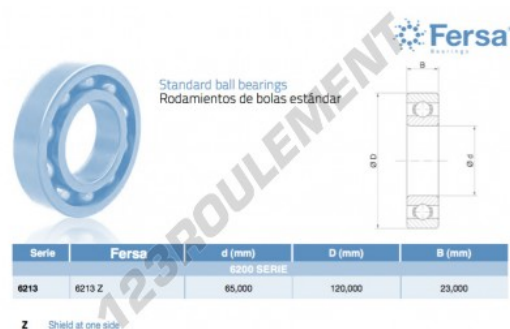 Fersa
Bearings
Standard ball bearings
Rodamientos de bolas estándar
B
Ø D
Ø d
Serie Fersa d (mm) D (mm) B (mm)
6200 SERIE
6213 6213 Z 65,000 120,000 23,000
Z Shield at one side
123ROULEMENT